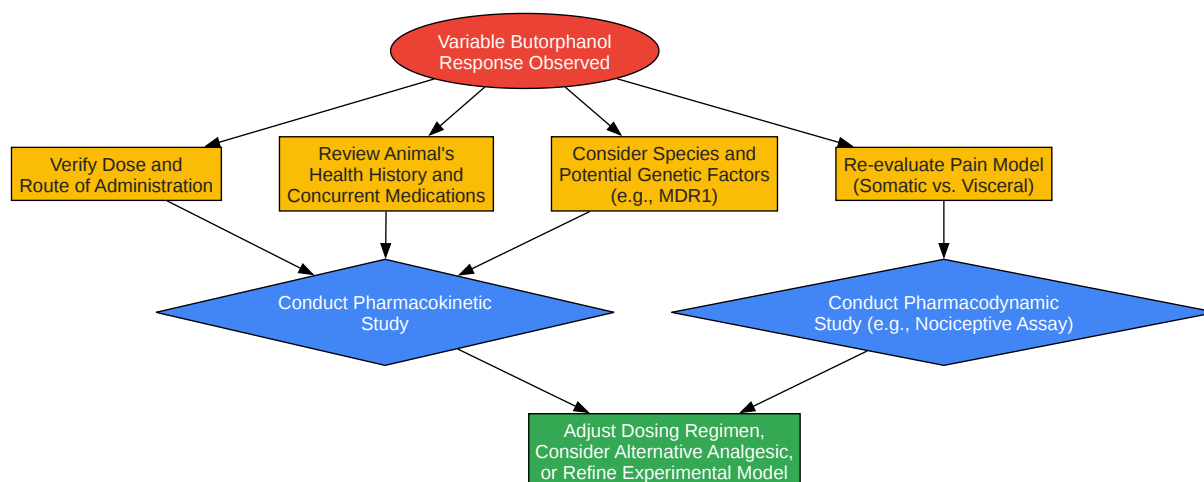 Variable Butorphanol
Response Observed
Verify Dose and
Route of Administration
Review Animal's
Health History and
Concurrent Medications
Consider Species and
Potential Genetic Factors
(e.g., MDR1)
Re-evaluate Pain Model
(Somatic vs. Visceral)
Conduct Pharmacokinetic
Study
Conduct Pharmacodynamic
Study (e.g., Nociceptive Assay)
Adjust Dosing Regimen,
Consider Alternative Analgesic,
or Refine Experimental Model